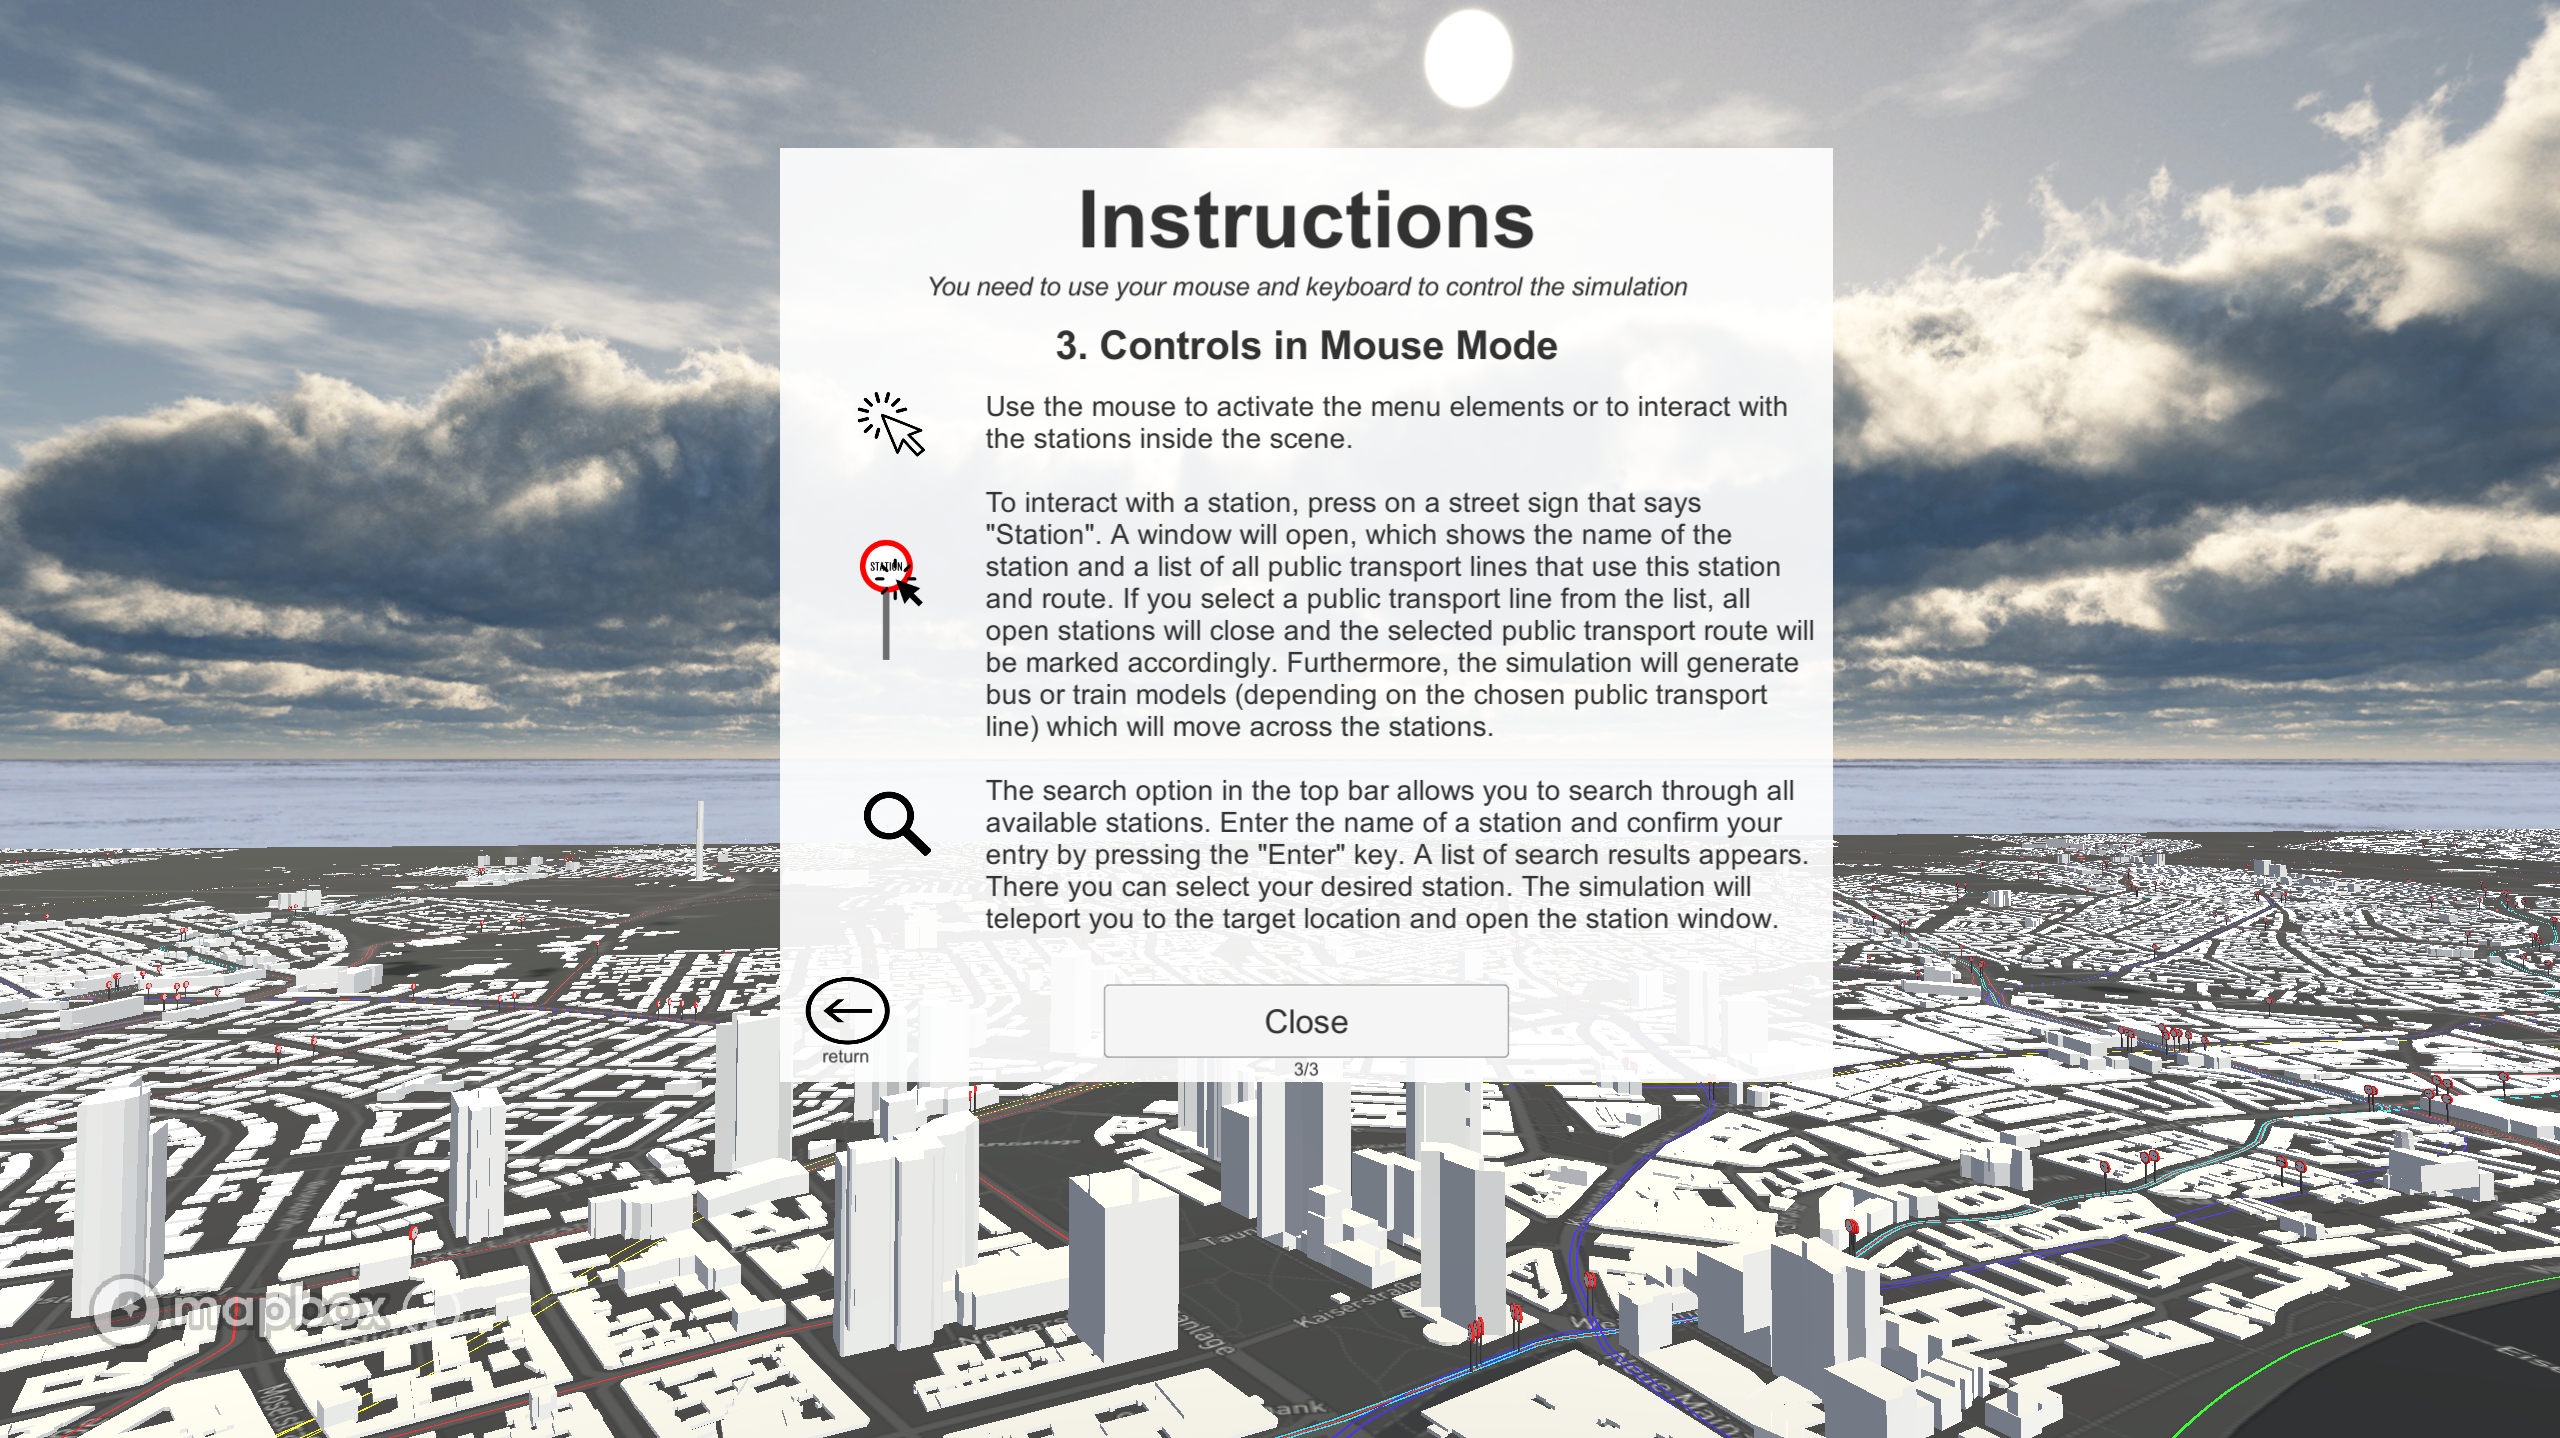 Instructions
You need to use your mouse and keyboard to control the simulation
3. Controls in Mouse Mode
Use the mouse to activate the menu elements or to interact with
the stations inside the scene.
To interact with a station, press on a street sign that says
"Station". A window will open, which shows the name of the
station and a list of all public transport lines that use this station
and route. If you select a public transport line from the list, all
open stations will close and the selected public transport route will
be marked accordingly. Furthermore, the simulation will generate
bus or train models (depending on the chosen public transport
line) which will move across the stations.
STATION
The search option in the top bar allows you to search through all
available stations. Enter the name of a station and confirm your
entry by pressing the "Enter" key. A list of search results appears.
There you can select your desired station. The simulation will
teleport you to the target location and open the station window.
return
Close
3/3
Taun
Kaiserstraße
Neckars
anlage
mapbox
Neue Main
bank